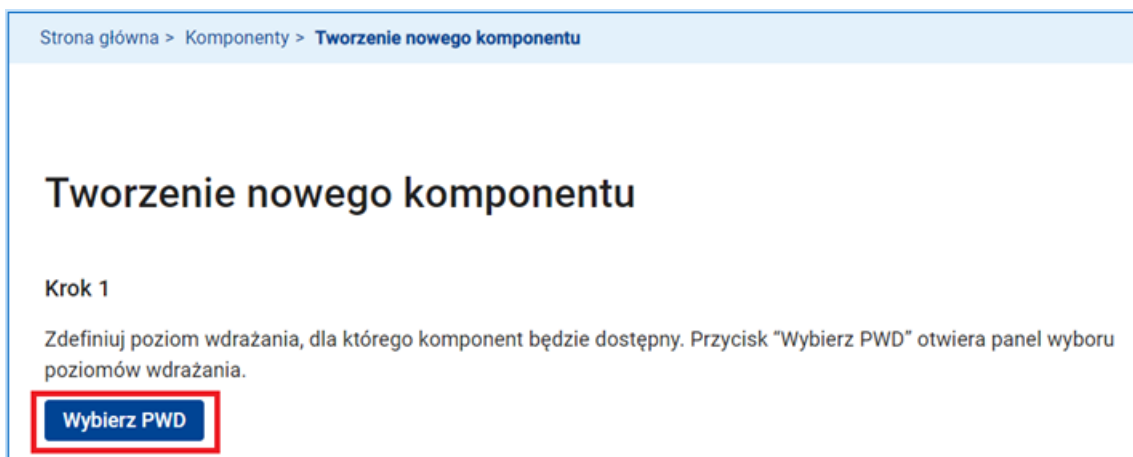 Strona główna > Komponenty > Tworzenie nowego komponentu
Tworzenie nowego komponentu
Krok 1
Zdefiniuj poziom wdrażania, dla którego komponent będzie dostępny. Przycisk “Wybierz PWD” otwiera panel wyboru
poziomów wdrażania.
Wybierz PWD